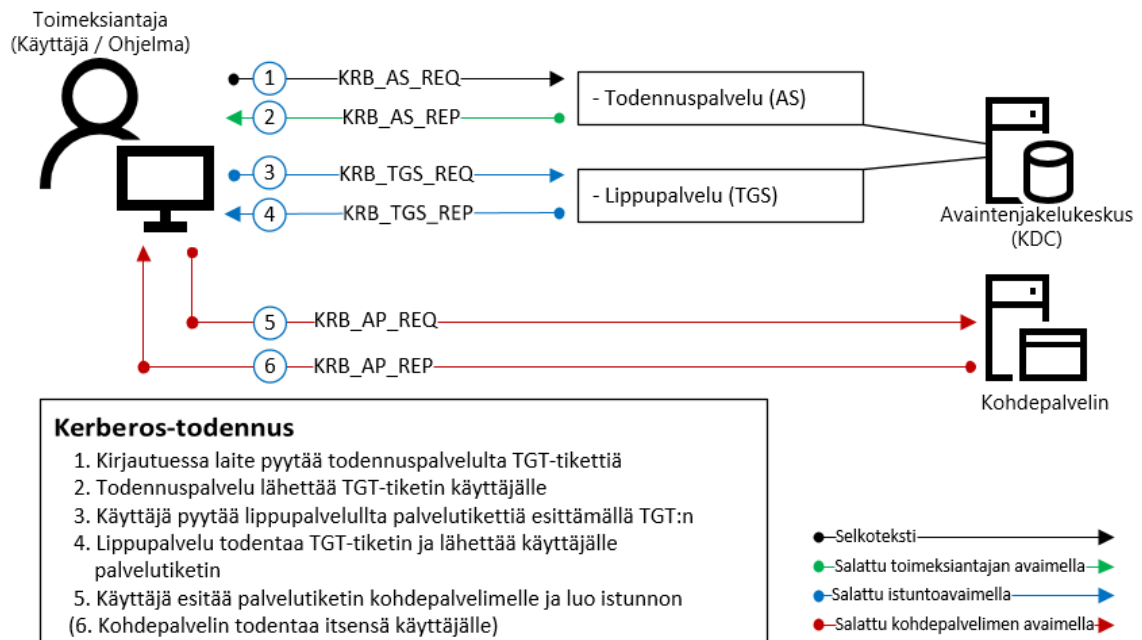 Toimeksiantaja
(Käyttäjä / Ohjelma)
1 KRB_AS_REQ
2 KRB_AS_REP
- Todennuspalvelu (AS)
3 KRB_TGS_REQ
4 KRB_TGS_REP
- Lippupalvelu (TGS)
Avaintenjakelukeskus
(KDC)
5 KRB_AP_REQ
6 KRB_AP_REP
Kohdepalvelin
Kerberos-todennus
1. Kirjautuessa laite pyytää todennuspalvelulta TGT-tikettiä
2. Todennuspalvelu lähettää TGT-tiketin käyttäjälle
3. Käyttäjä pyytää lippupalvelullta palvelutikettiä esittämällä TGT:n
4. Lippupalvelu todentaa TGT-tiketin ja lähettää käyttäjälle
palvelutiketin
5. Käyttäjä esitää palvelutiketin kohdepalvelimelle ja luo istunnon
(6. Kohdepalvelin todentaa itsensä käyttäjälle)
Selkoteksti
Salattu toimeksiantajan avaimella
Salattu istuntoavaimella
Salattu kohdepalvelimen avaimella